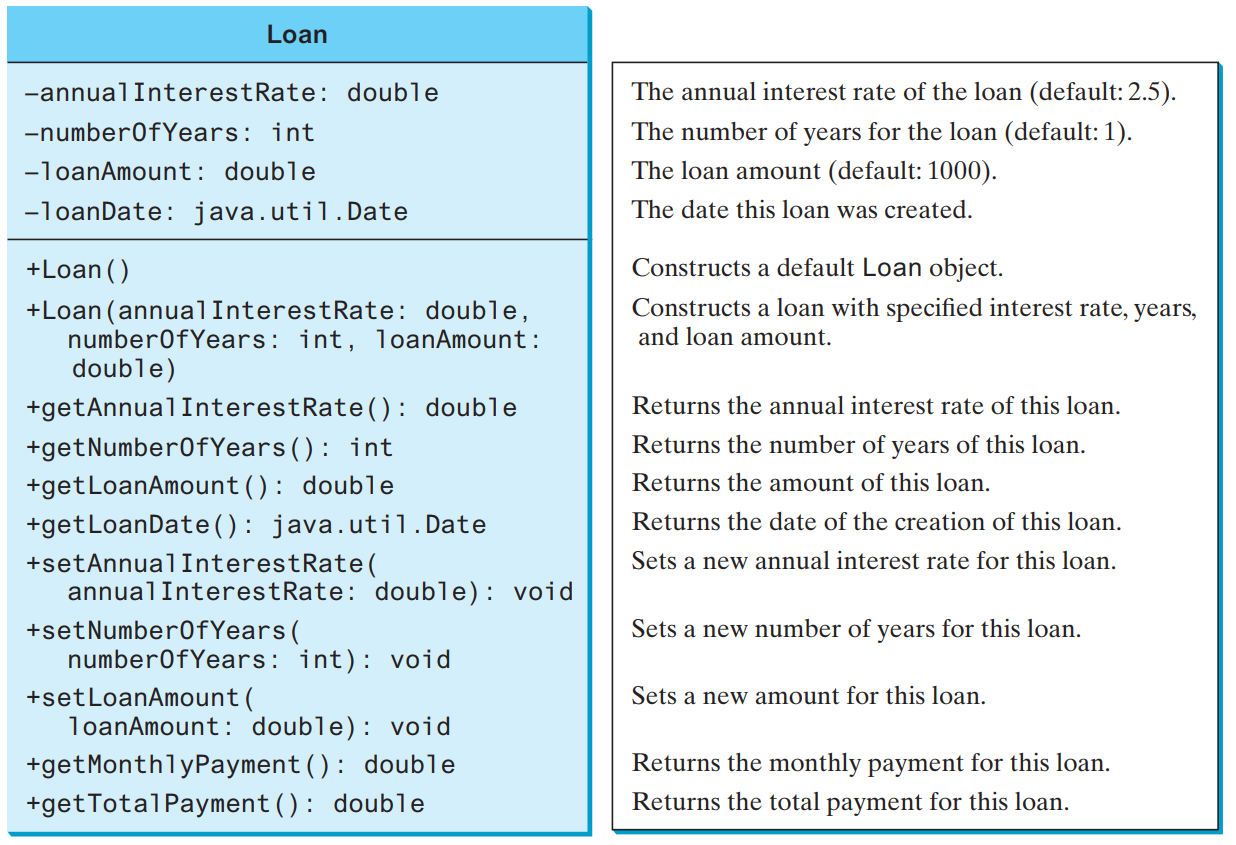 Loan
–annualInterestRate: double
–numberOfYears: int
–loanAmount: double
–loanDate: java.util.Date
+Loan()
+Loan(annualInterestRate: double,
numberOfYears: int, loanAmount:
double)
+getAnnualInterestRate(): double
+getNumberOfYears(): int
+getLoanAmount(): double
+getLoanDate(): java.util.Date
+setAnnualInterestRate(
annualInterestRate: double): void
+setNumberOfYears(
numberOfYears: int): void
+setLoanAmount(
loanAmount: double): void
+getMonthlyPayment(): double
+getTotalPayment(): double
The annual interest rate of the loan (default: 2.5).
The number of years for the loan (default: 1).
The loan amount (default: 1000).
The date this loan was created.
Constructs a default Loan object.
Constructs a loan with specified interest rate, years,
and loan amount.
Returns the annual interest rate of this loan.
Returns the number of years of this loan.
Returns the amount of this loan.
Returns the date of the creation of this loan.
Sets a new annual interest rate for this loan.
Sets a new number of years for this loan.
Sets a new amount for this loan.
Returns the monthly payment for this loan.
Returns the total payment for this loan.